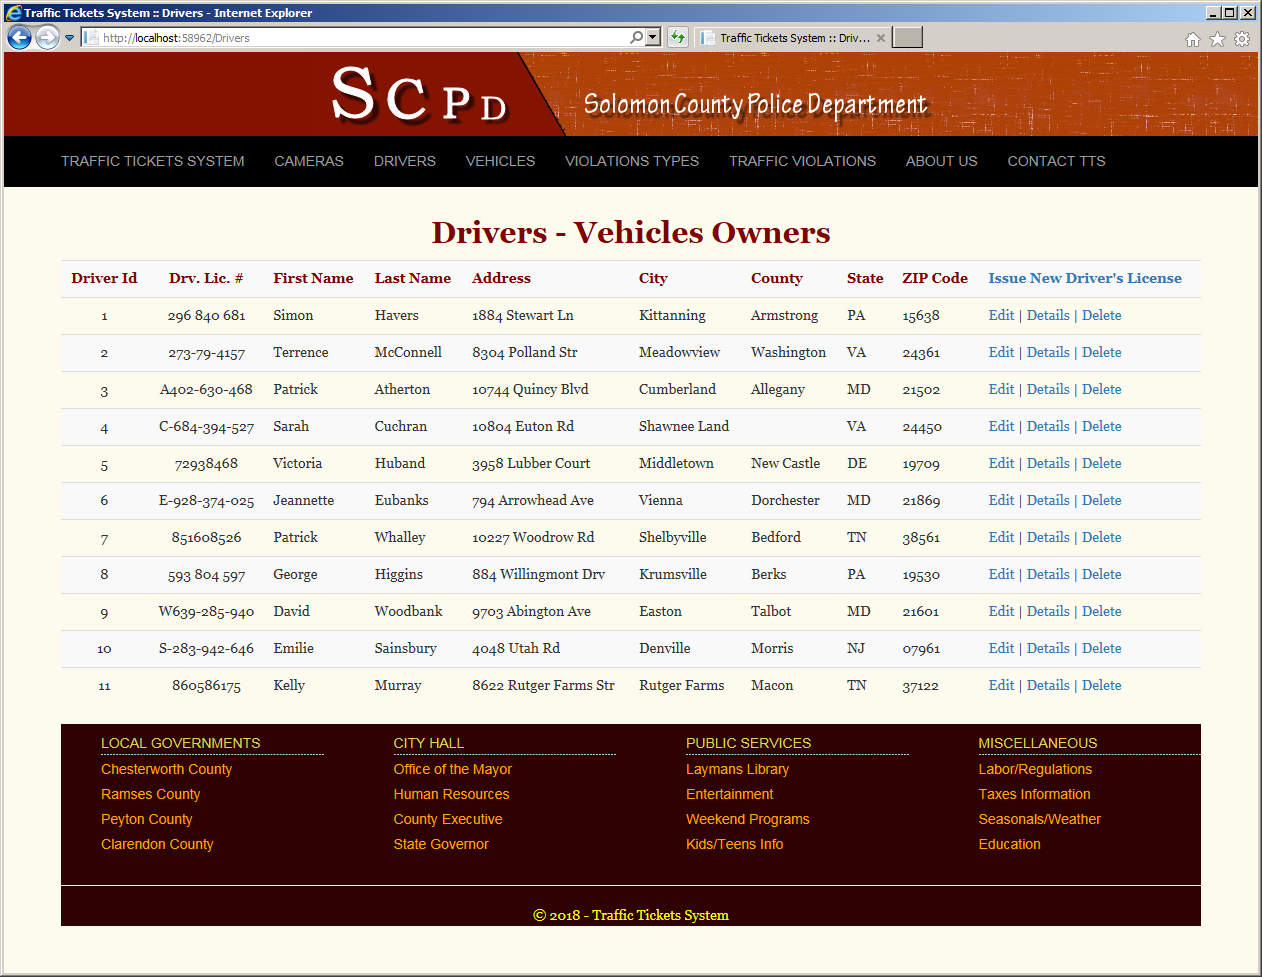 Traffic Tickets System :: Drivers - Internet Explorer
http://localhost:58962/Drivers
Traffic Tickets System :: Driv...
SCPD
Solomon County Police Department
TRAFFIC TICKETS SYSTEM CAMERAS DRIVERS VEHICLES VIOLATIONS TYPES TRAFFIC VIOLATIONS ABOUT US CONTACT TTS
Drivers - Vehicles Owners
Driver Id Drv. Lic. # First Name Last Name Address City County State ZIP Code Issue New Driver's License
1 296 840 681 Simon Havers 1884 Stewart Ln Kittanning Armstrong PA 15638 Edit | Details | Delete
2 273-79-4157 Terrence McConnell 8304 Polland Str Meadowview Washington VA 24361 Edit | Details | Delete
3 A402-630-468 Patrick Atherton 10744 Quincy Blvd Cumberland Allegany MD 21502 Edit | Details | Delete
4 C-684-394-527 Sarah Cuchran 10804 Euton Rd Shawnee Land VA 24450 Edit | Details | Delete
5 72938468 Victoria Huband 3958 Lubber Court Middletown New Castle DE 19709 Edit | Details | Delete
6 E-928-374-025 Jeannette Eubanks 794 Arrowhead Ave Vienna Dorchester MD 21869 Edit | Details | Delete
7 851608526 Patrick Whalley 10227 Woodrow Rd Shelbyville Bedford TN 38561 Edit | Details | Delete
8 593 804 597 George Higgins 884 Willingmont Drv Krumsville Berks PA 19530 Edit | Details | Delete
9 W639-285-940 David Woodbank 9703 Abington Ave Easton Talbot MD 21601 Edit | Details | Delete
10 S-283-942-646 Emilie Sainsbury 4048 Utah Rd Denville Morris NJ 07961 Edit | Details | Delete
11 860586175 Kelly Murray 8622 Rutger Farms Str Rutger Farms Macon TN 37122 Edit | Details | Delete
LOCAL GOVERNMENTS CITY HALL PUBLIC SERVICES MISCELLANEOUS
Chesterworth County Office of the Mayor Laymans Library Labor/Regulations
Ramses County Human Resources Entertainment Taxes Information
Peyton County County Executive Weekend Programs Seasonals/Weather
Clarendon County State Governor Kids/Teens Info Education
© 2018 - Traffic Tickets System